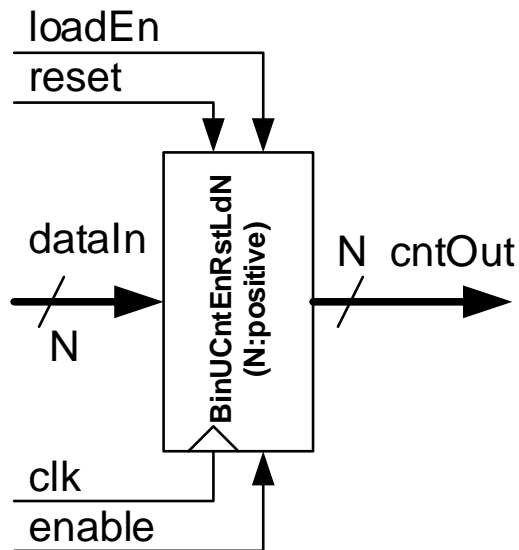 loadEn
reset
dataIn
N
BinUCntEnRstLdN
(N:positive)
N cntOut
clk
enable